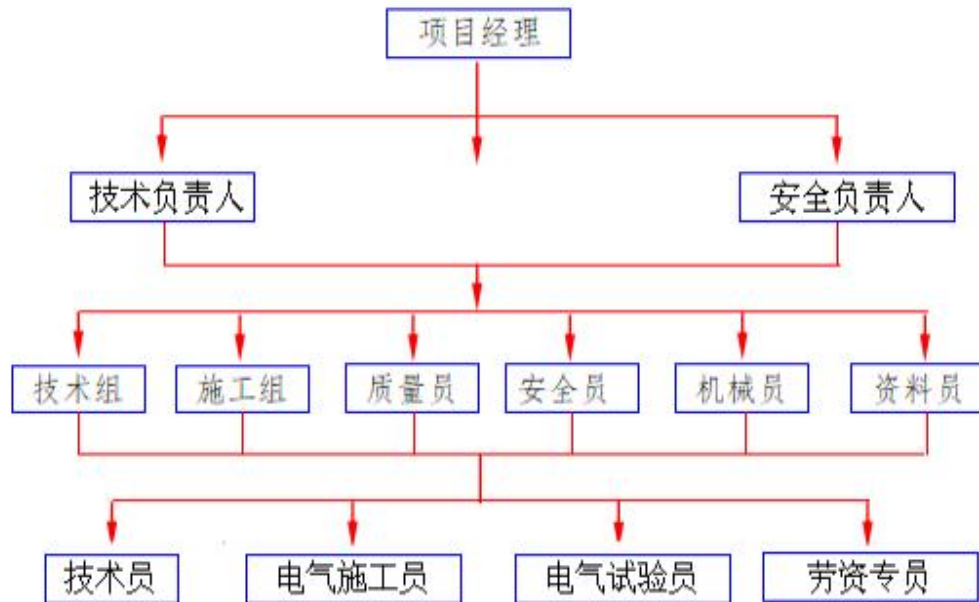 项目经理
技术负责人 安全负责人
技术组 施工组 质量员 安全员 机械员 资料员
技术员 电气施工员 电气试验员 劳资专员